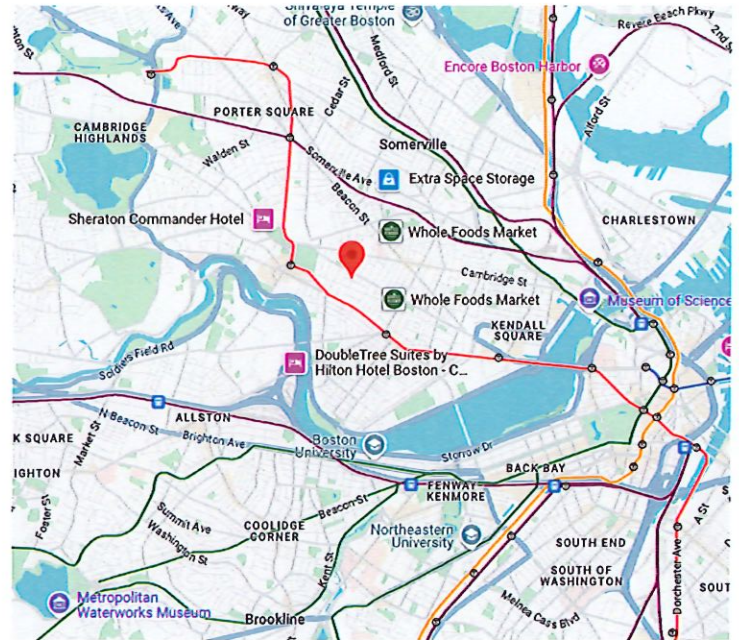 of Greater Boston
Revere Beach Pkwy
Medford St
Encore Boston Harbor
Cedar St
Alford St
PORTER SQUARE
CAMBRIDGE
HIGHLANDS
Walden St
Somerville
Somerville Ave
Extra Space Storage
Beacon St
Sheraton Commander Hotel
Whole Foods Market
CHARLESTOWN
Cambridge St
Whole Foods Market
Museum of Science
KENDALL
SQUARE
Soldiers Field Rd
DoubleTree Suites by
Hilton Hotel Boston - C...
ALLSTON
N Beacon St
Brighton Ave
K SQUARE
Market St
Boston
University
Storrow Dr
IGHTON
BACK BAY
FENWAY
KENMORE
Beacon St
Foster St
Summit Ave
Washington St
COOLIDGE
CORNER
Northeastern
University
A St
SOUTH END
Kent St
SOUTH OF
WASHINGTON
Dorchester Ave
SOUT
Metropolitan
Waterworks Museum
Brookline
Melnea Cass Blvd